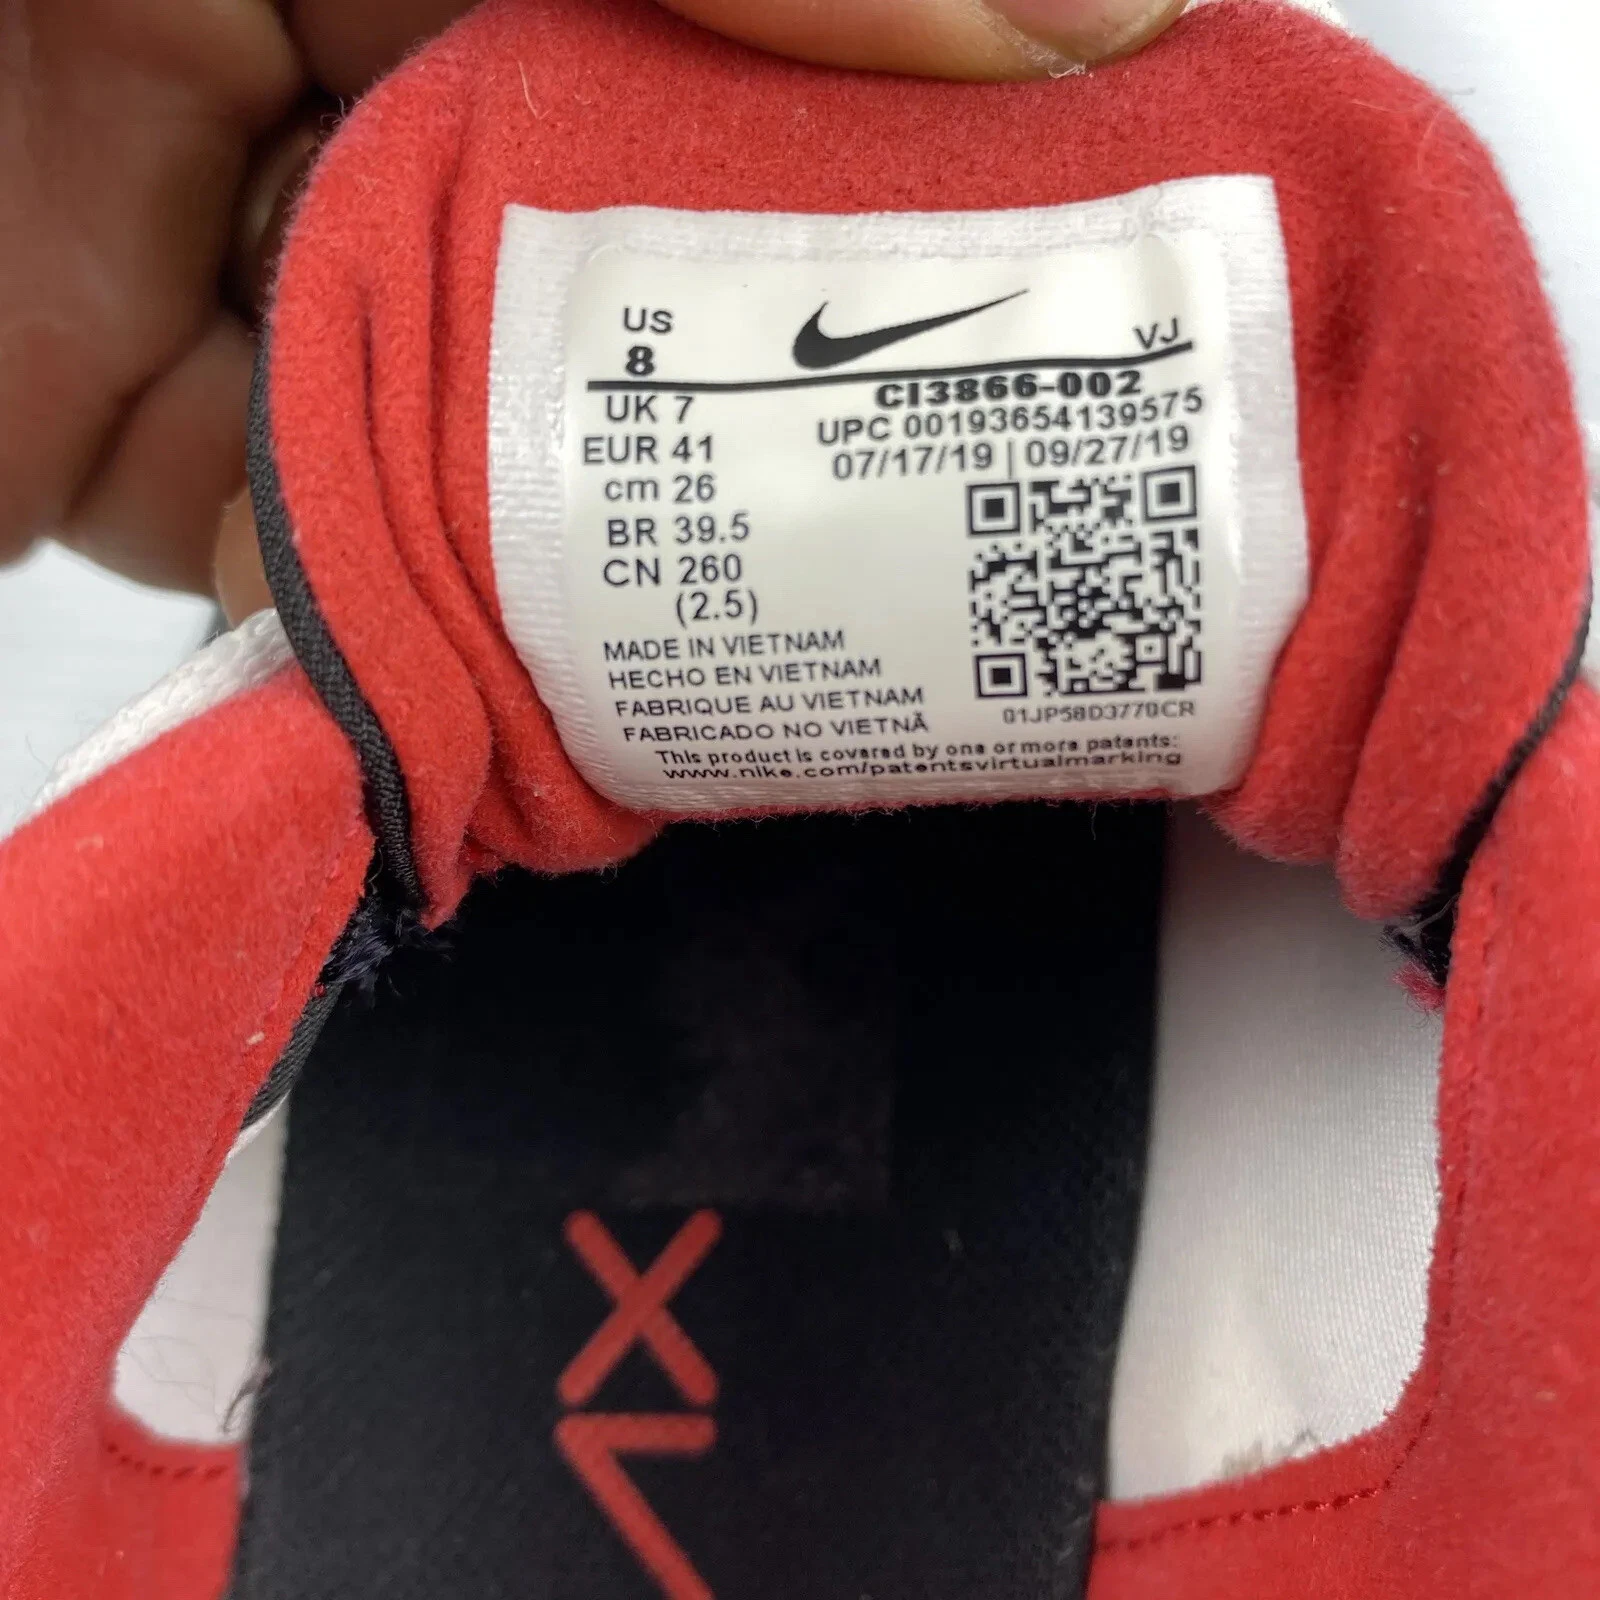 US
8
VJ
CI3866-002
UK 7
UPC 00193654139575
EUR 41
07/17/19 | 09/27/19
cm 26
BR 39.5
CN 260
(2.5)
MADE IN VIETNAM
HECHO EN VIETNAM
FABRIQUE AU VIETNAM
FABRICADO NO VIETNÃ
01JP58D3770CR
This product is covered by one or more patents:
www.nike.com/patentsvirtualmarking